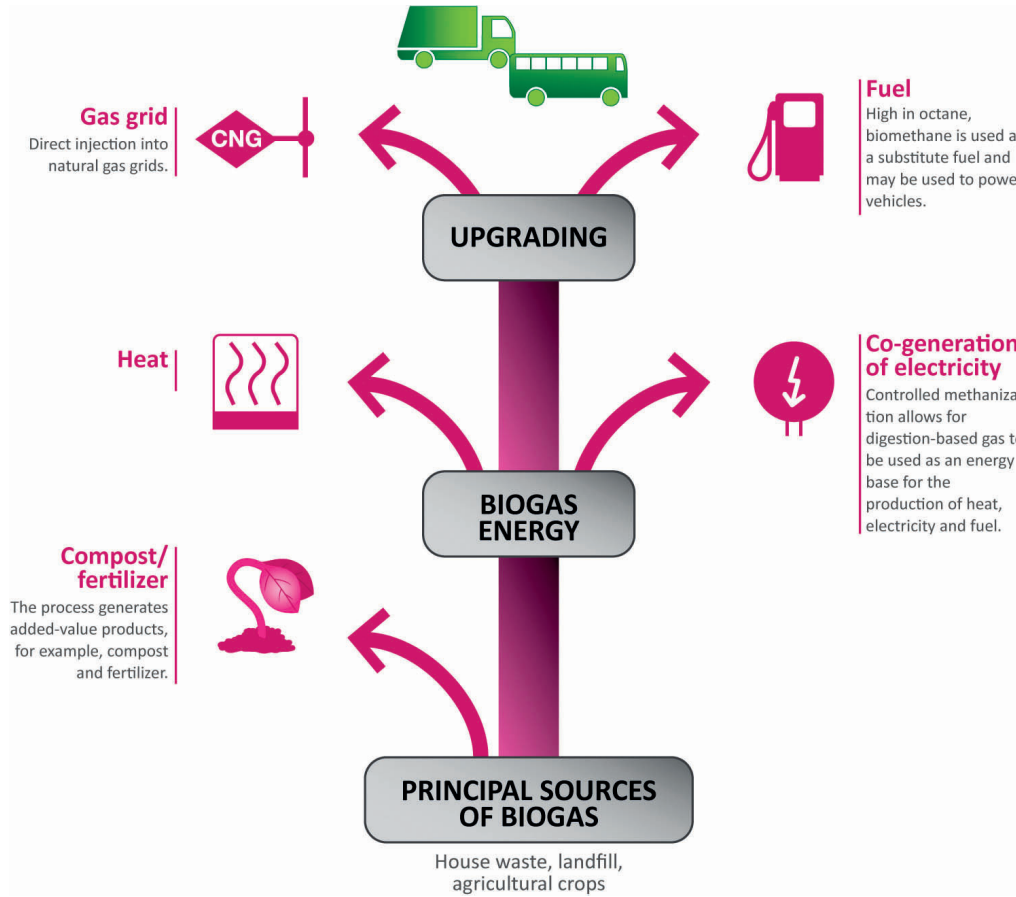 Gas grid
Direct injection into
natural gas grids.
CNG
Fuel
High in octane,
biomethane is used a
a substitute fuel and
may be used to powe
vehicles.
UPGRADING
Heat
Co-generation
of electricity
Controlled methaniza
tion allows for
digestion-based gas t
be used as an energy
base for the
production of heat,
electricity and fuel.
BIOGAS
ENERGY
Compost/
fertilizer
The process generates
added-value products,
for example, compost
and fertilizer.
PRINCIPAL SOURCES
OF BIOGAS
House waste, landfill,
agricultural crops